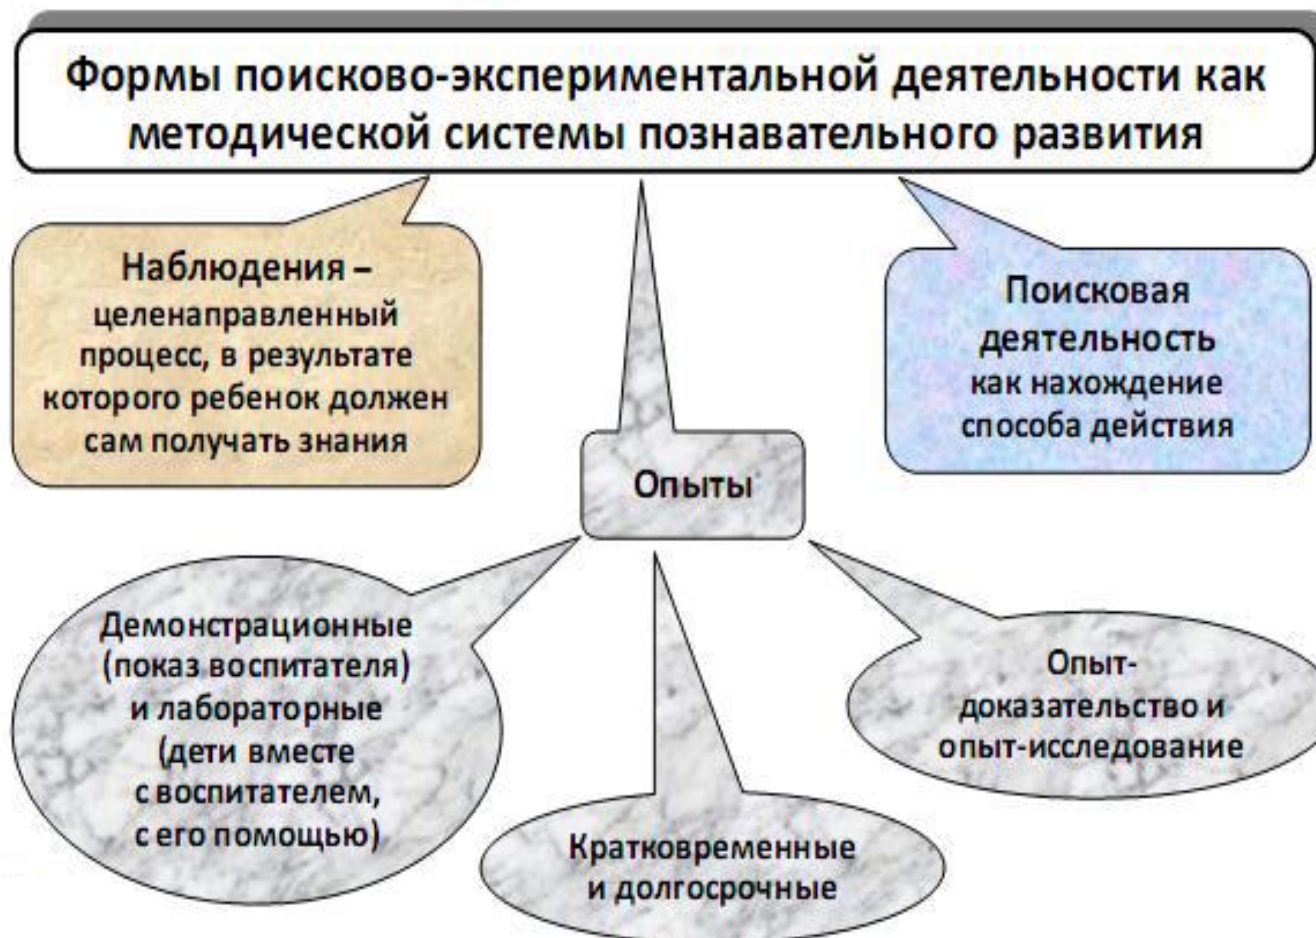 Формы поисково-экспериментальной деятельности как
методической системы познавательного развития
Наблюдения –
целенаправленный
процесс, в результате
которого ребенок должен
сам получать знания
Поисковая
деятельность
как нахождение
способа действия
Опыты
Демонстрационные
(показ воспитателя)
и лабораторные
(дети вместе
с воспитателем,
с его помощью)
Кратковременные
и долгосрочные
Опыт-
доказательство и
опыт-исследование